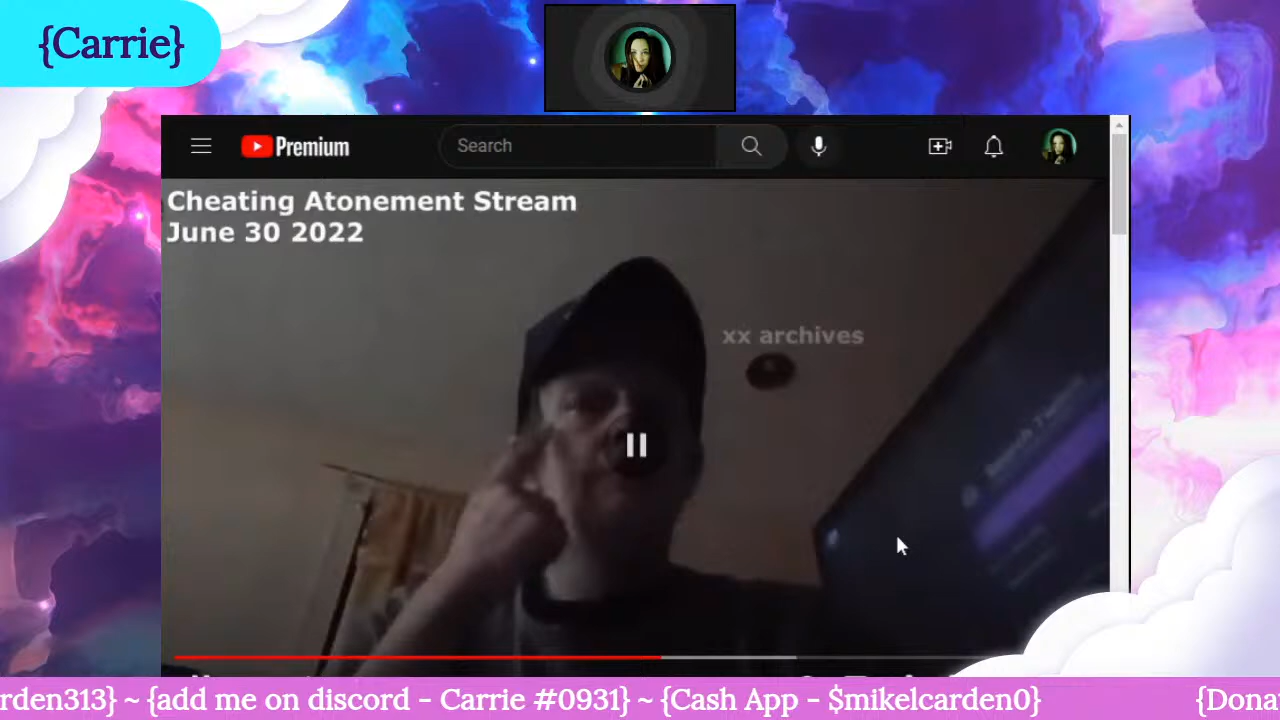 {Carrie}
Premium
Search
Cheating Atonement Stream
June 30 2022
xx archives
rden313} ~ {add me on discord - Carrie #0931} ~ {Cash App - $mikelcarden0}
{Dona